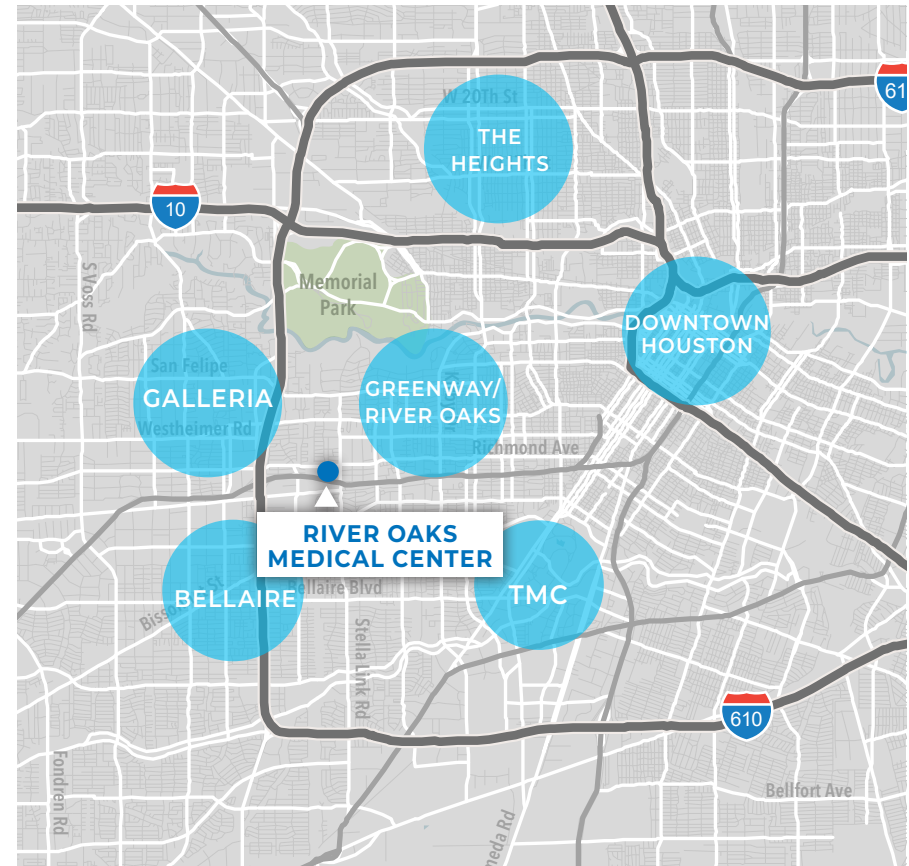 W 20Th St
THE
HEIGHTS
61
10
S Voss Rd
Memorial
Park
DOWNTOWN
HOUSTON
San Felipe
GALLERIA
Westheimer Rd
GREENWAY/
RIVER OAKS
Richmond Ave
RIVER OAKS
MEDICAL CENTER
BELLAIRE
Bellaire Blvd
TMC
Stella Link Rd
610
Fondren Rd
Bellfort Ave
meda Rd